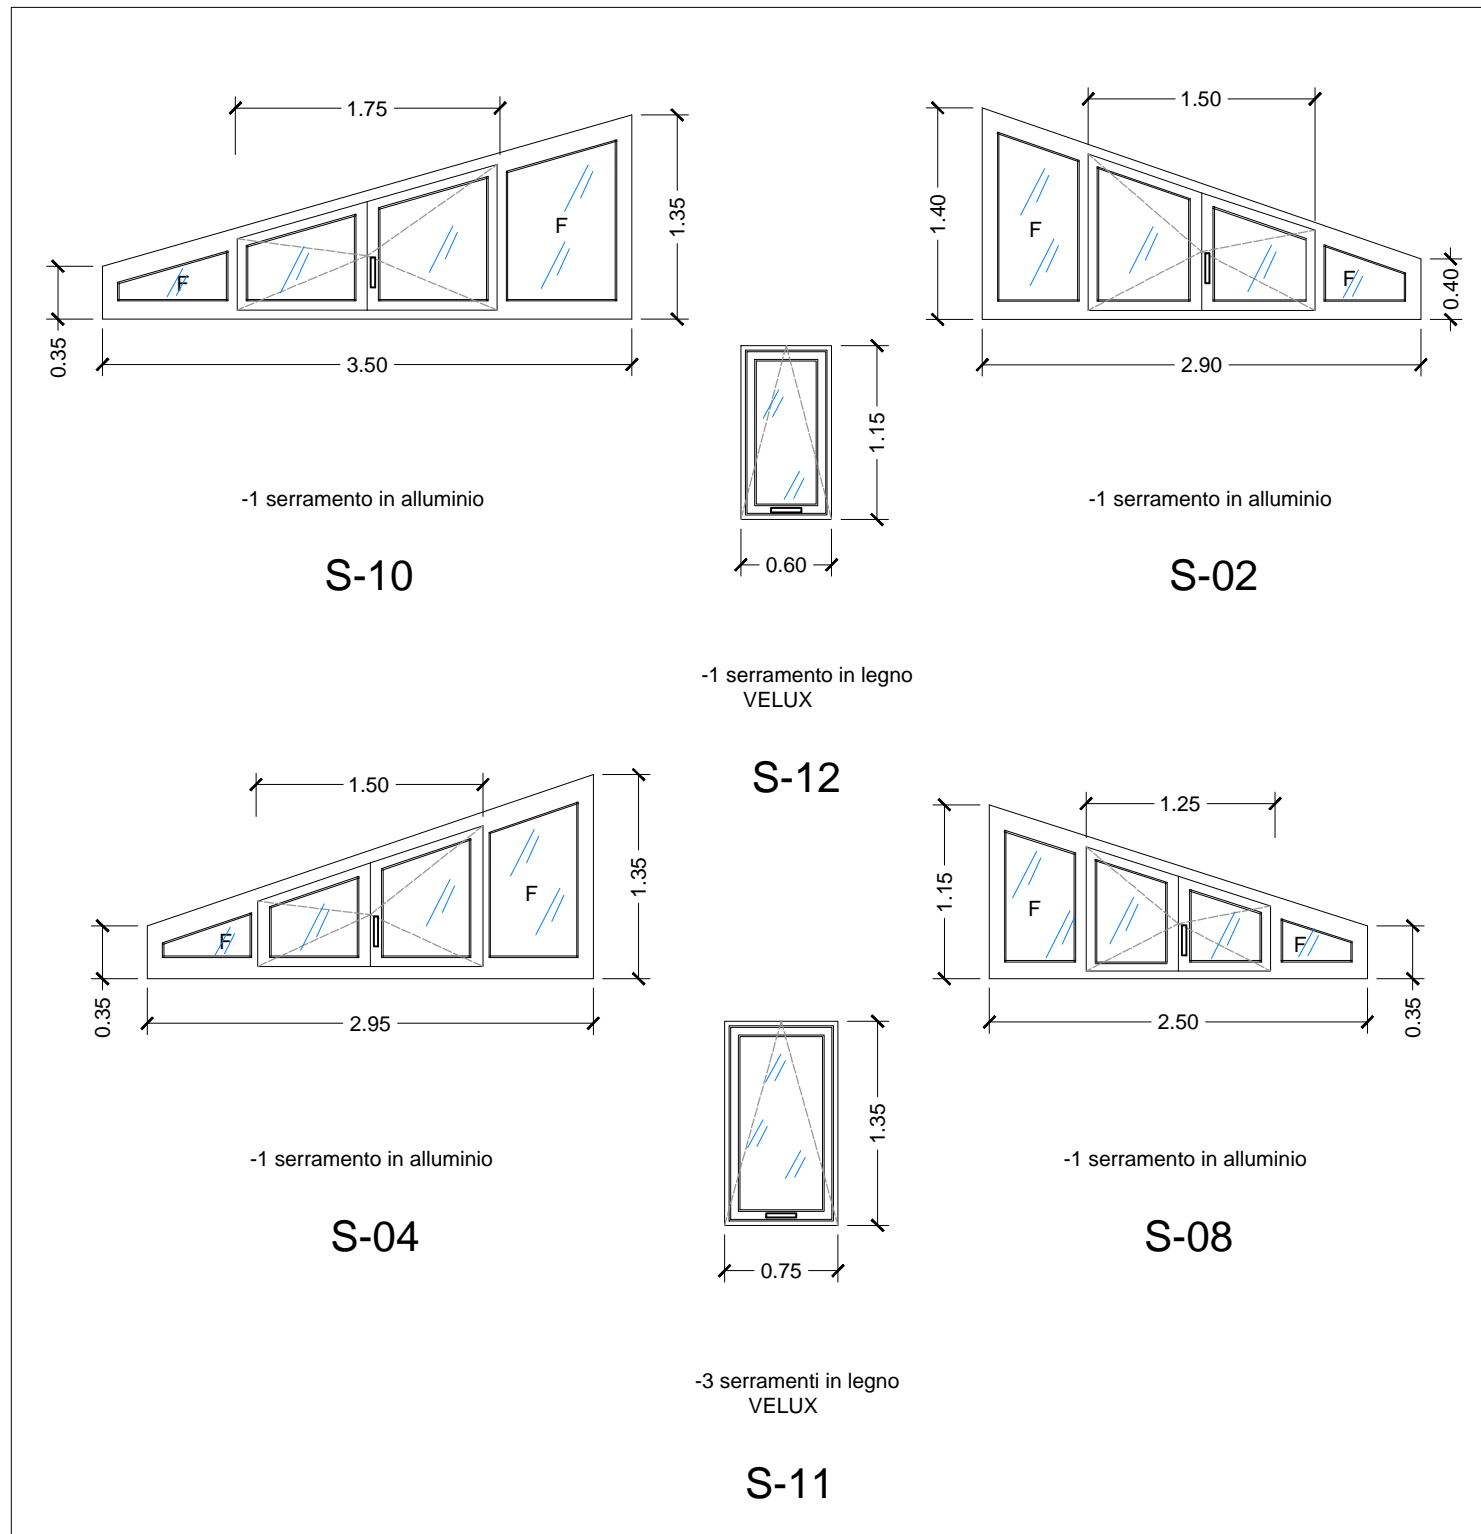 1.75
1.35
F
F
0.35
3.50
-1 serramento in alluminio
S-10
1.50
1.40
F
F
0.40
2.90
-1 serramento in alluminio
S-02
1.15
0.60
-1 serramento in legno
VELUX
S-12
1.50
1.35
F
F
0.35
2.95
-1 serramento in alluminio
S-04
1.25
1.15
F
F
0.35
2.50
-1 serramento in alluminio
S-08
1.35
0.75
-3 serramenti in legno
VELUX
S-11